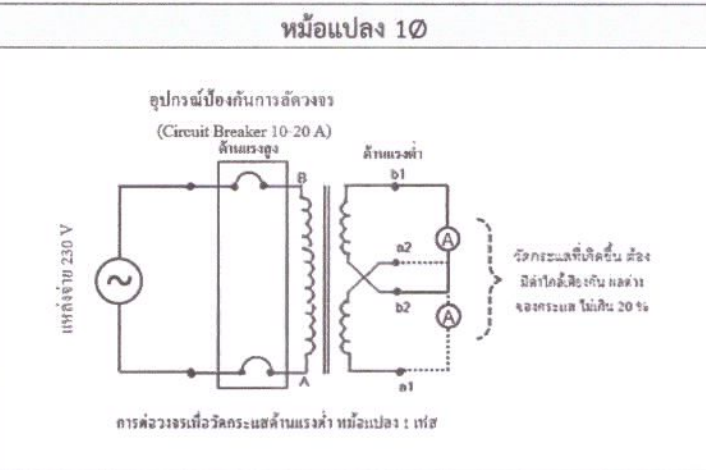 หม้อแปลง 1Ø
อุปกรณ์ป้องกันการลัดวงจร
(Circuit Breaker 10-20 A)
ด้านแรงสูง
ด้านแรงต่ำ
B
b1
A
a2
แหล่งจ่าย 230 V
วัดกระแสที่เกิดขึ้น ต้อง
มีค่าใกล้เคียงกัน ผลต่าง
ของกระแส ไม่เกิน 20 %
b2
A
A
a1
การต่อวงจรเพื่อวัดกระแสด้านแรงต่ำ หม้อแปลง 1 เฟส